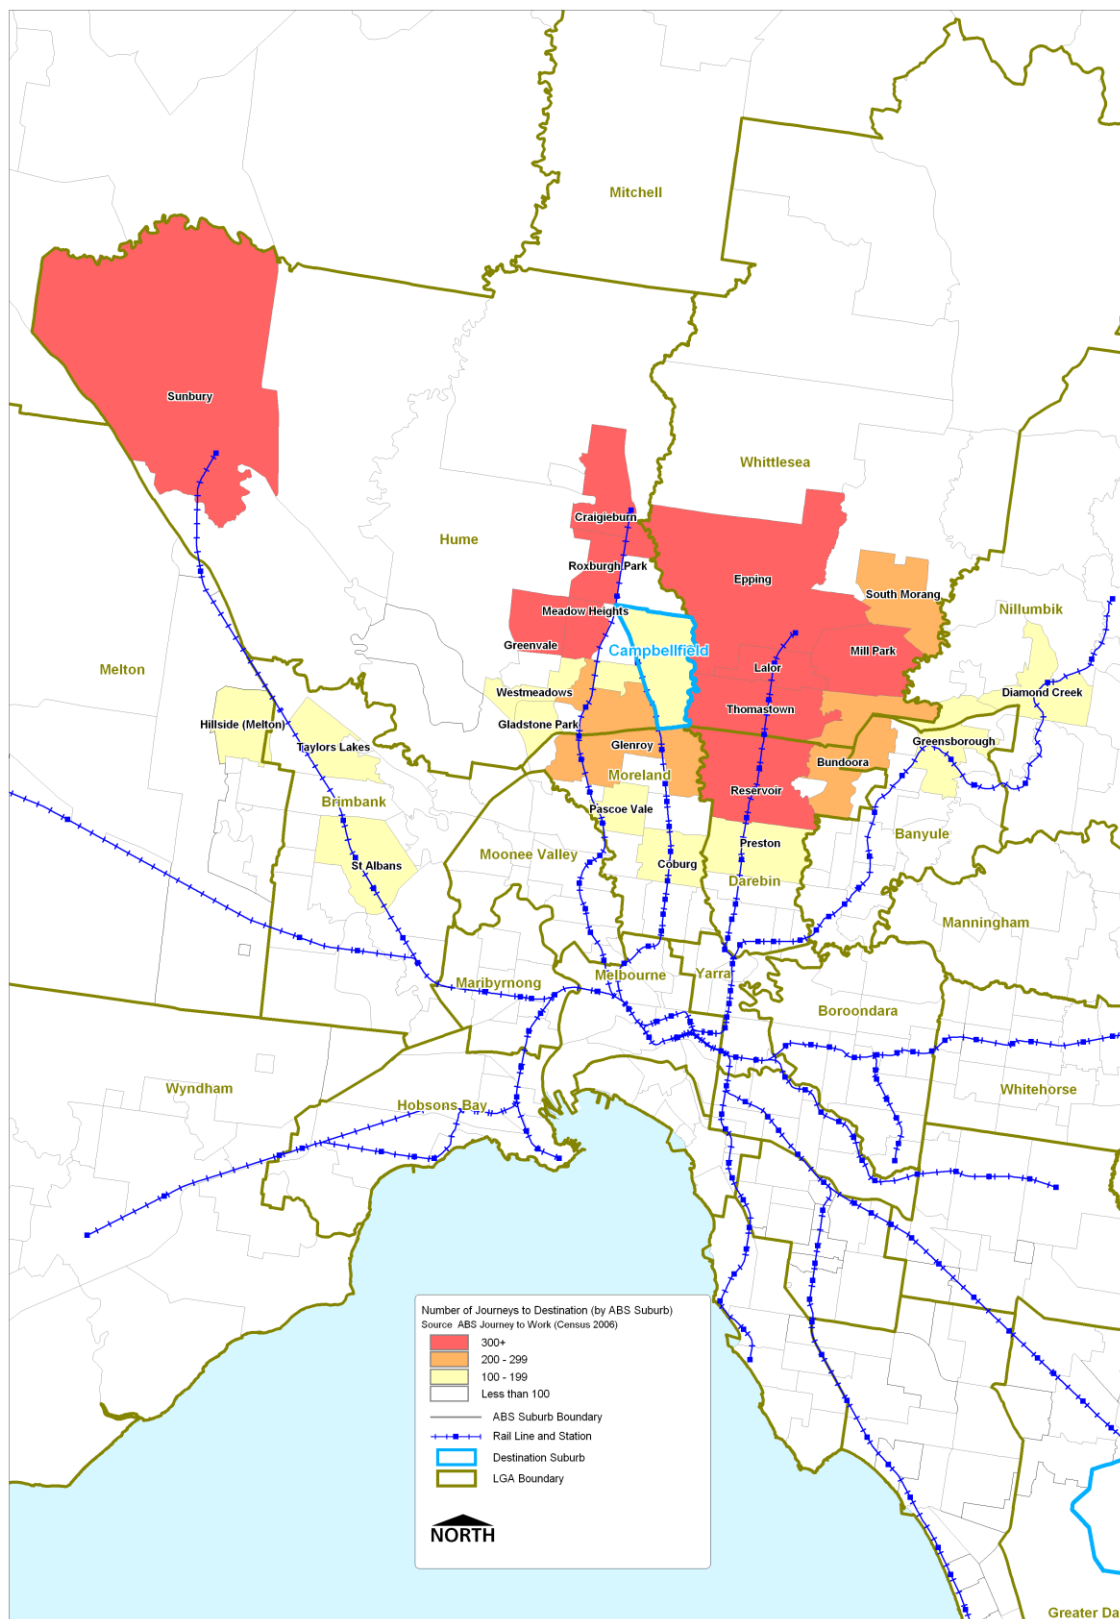 Mitchell
Sunbury
Whittlesea
Craigieburn
Hume
Roxburgh Park
Epping
South Morang
Meadow Heights
Nillumbik
Greenvale
Campbellfield
Mill Park
Lalor
Melton
Westmeadows
Diamond Creek
Thomastown
Hillside (Melton)
Gladstone Park
Taylors Lakes
Glenroy
Greensborough
Bundoora
Moreland
Reservoir
Brimbank
Pascoe Vale
Banyule
Preston
Moonee Valley
St Albans
Coburg
Darebin
Manningham
Melbourne
Yarra
Maribyrnong
Boroondara
Wyndham
Whitehorse
Hobsons Bay
Number of Journeys to Destination (by ABS Suburb)
Source ABS Journey to Work (Census 2006)
300+
200 - 299
100 - 199
Less than 100
ABS Suburb Boundary
Rail Line and Station
Destination Suburb
LGA Boundary
NORTH
Greater Da